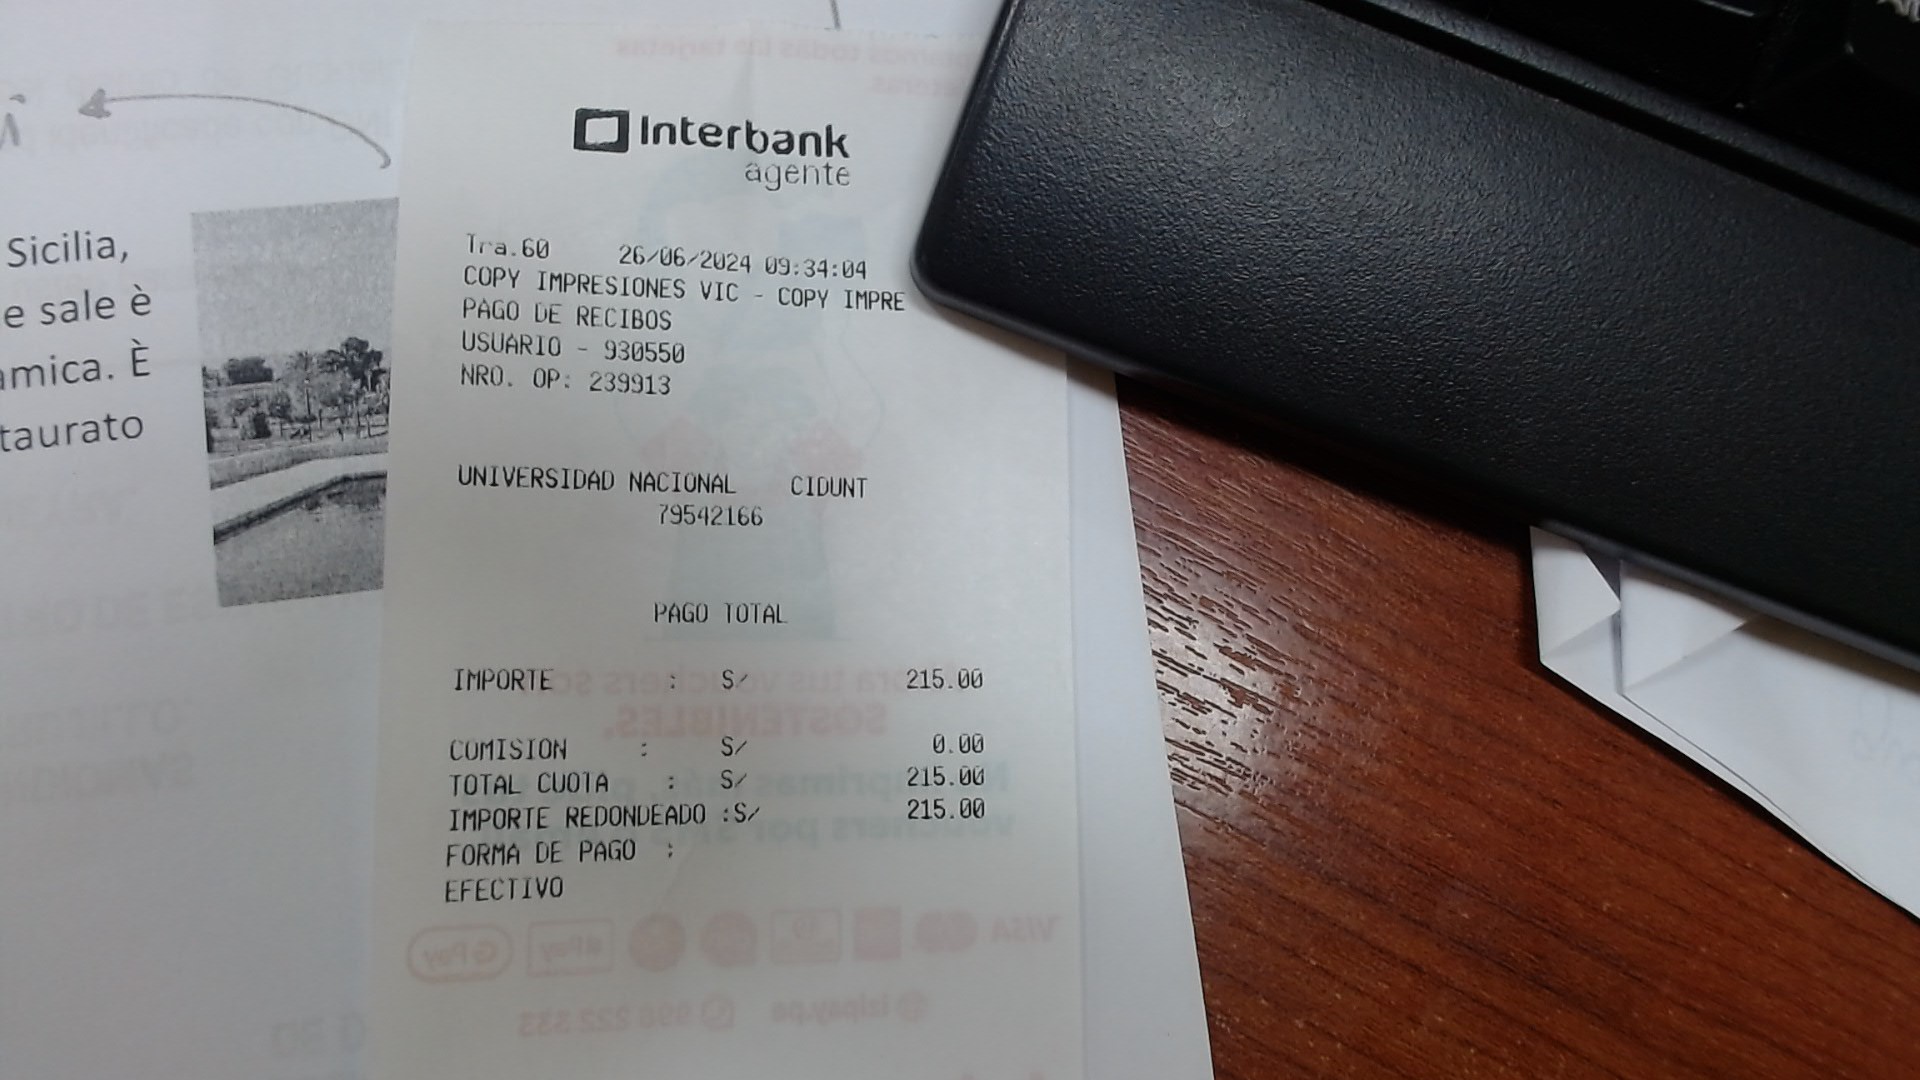 Interbank
agente
Tra.60 26/06/2024 09:34:04
COPY IMPRESIONES VIC - COPY IMPRE
PAGO DE RECIBOS
USUARIO - 930550
NRO. OP: 239913
UNIVERSIDAD NACIONAL CIDUNT
79542166
PAGO TOTAL
IMPORTE : S/ 215.00
COMISION : S/ 0.00
TOTAL CUOTA : S/ 215.00
IMPORTE REDONDEADO :S/ 215.00
FORMA DE PAGO :
EFECTIVO
Sicilia,
e sale è
amica. È
taurato